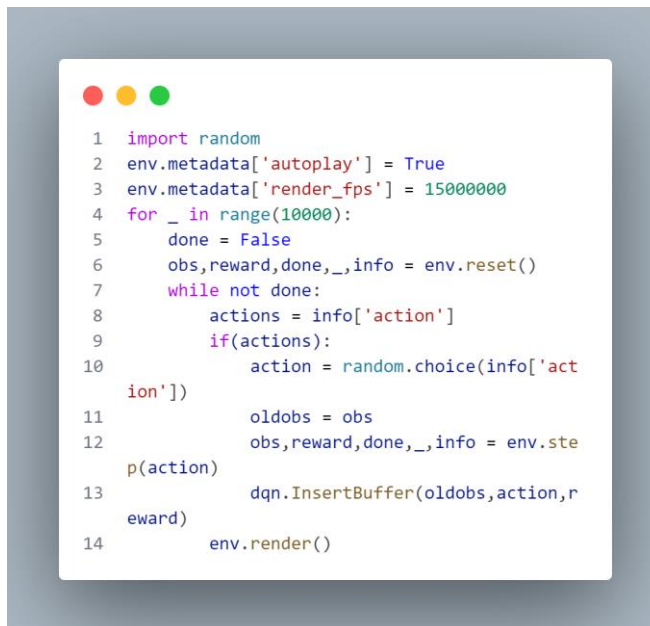 1 import random
2 env.metadata['autoplay'] = True
3 env.metadata['render_fps'] = 15000000
4 for _ in range(10000):
5     done = False
6     obs,reward,done,_,info = env.reset()
7     while not done:
8         actions = info['action']
9         if(actions):
10             action = random.choice(info['act
ion'])
11             oldobs = obs
12             obs,reward,done,_,info = env.ste
p(action)
13             dqn.InsertBuffer(oldobs,action,r
eward)
14         env.render()